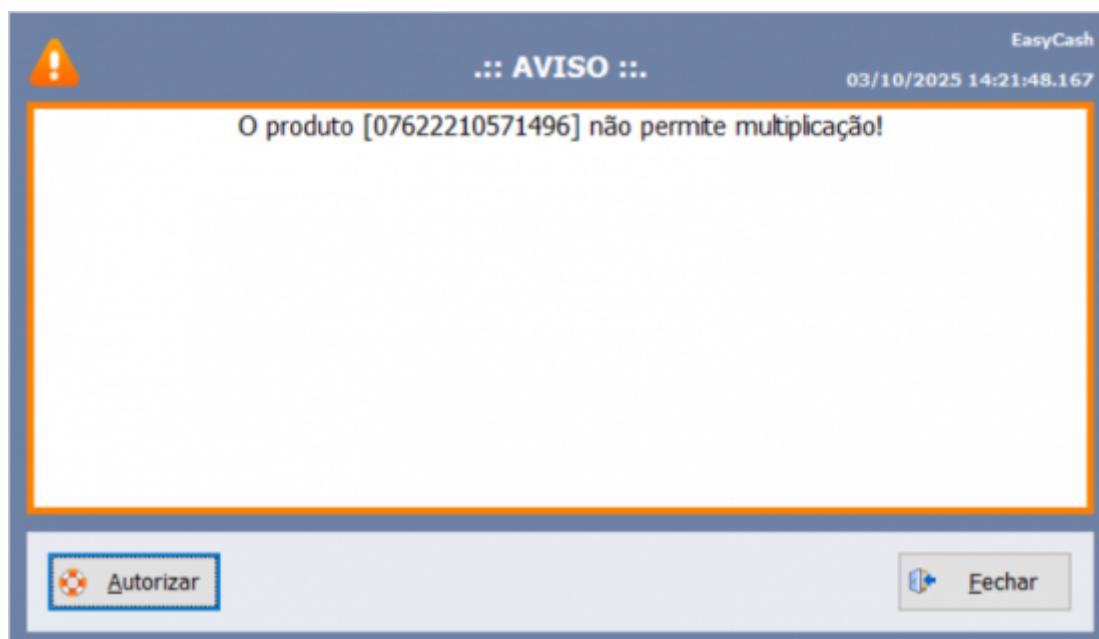 EasyCash
.:: AVISO ::.
03/10/2025 14:21:48.167
O produto [07622210571496] não permite multiplicação!
Autorizar
Fechar